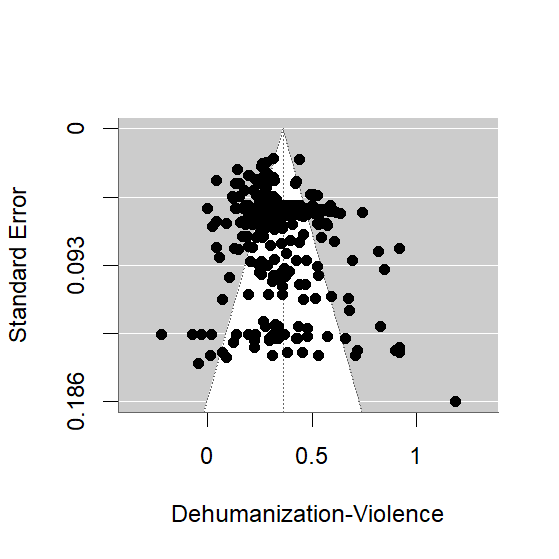 Standard Error
0
0.093
0.186
0 0.5 1
Dehumanization-Violence